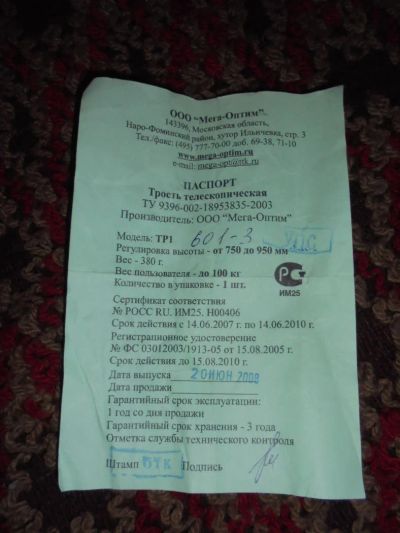 ООО "Мега-Оптим".
143396, Московская область,
Наро-Фоминский район, хутор Ильичевка, стр. 3
Тел./факс: (495) 777-70-00 доб. 69-38, 71-10
www.mega-optim.ru
e-mail: mega-opt@tk.ru
ПАСПОРТ
Трость телескопическая
ТУ 9396-002-18953835-2003
Производитель: ООО "Мега-Оптим"
Модель: ТР1 601-3 УПС
Регулировка высоты - от 750 до 950 мм
Вес - 380 г.
Вес пользователя - до 100 кг
Количество в упаковке - 1 шт.
ИМ25
Сертификат соответствия
№ РОСС RU. ИМ25. Н00406
Срок действия с 14.06.2007 г. по 14.06.2010 г.
Регистрационное удостоверение
№ ФС 03012003/1913-05 от 15.08.2005 г.
Срок действия до 15.08.2010 г.
Дата выпуска 20 ИЮН 2008
Дата продажи
Гарантийный срок эксплуатации:
1 год со дня продажи
Гарантийный срок хранения - 3 года
Отметка службы технического контроля
Штамп ОТК Подпись